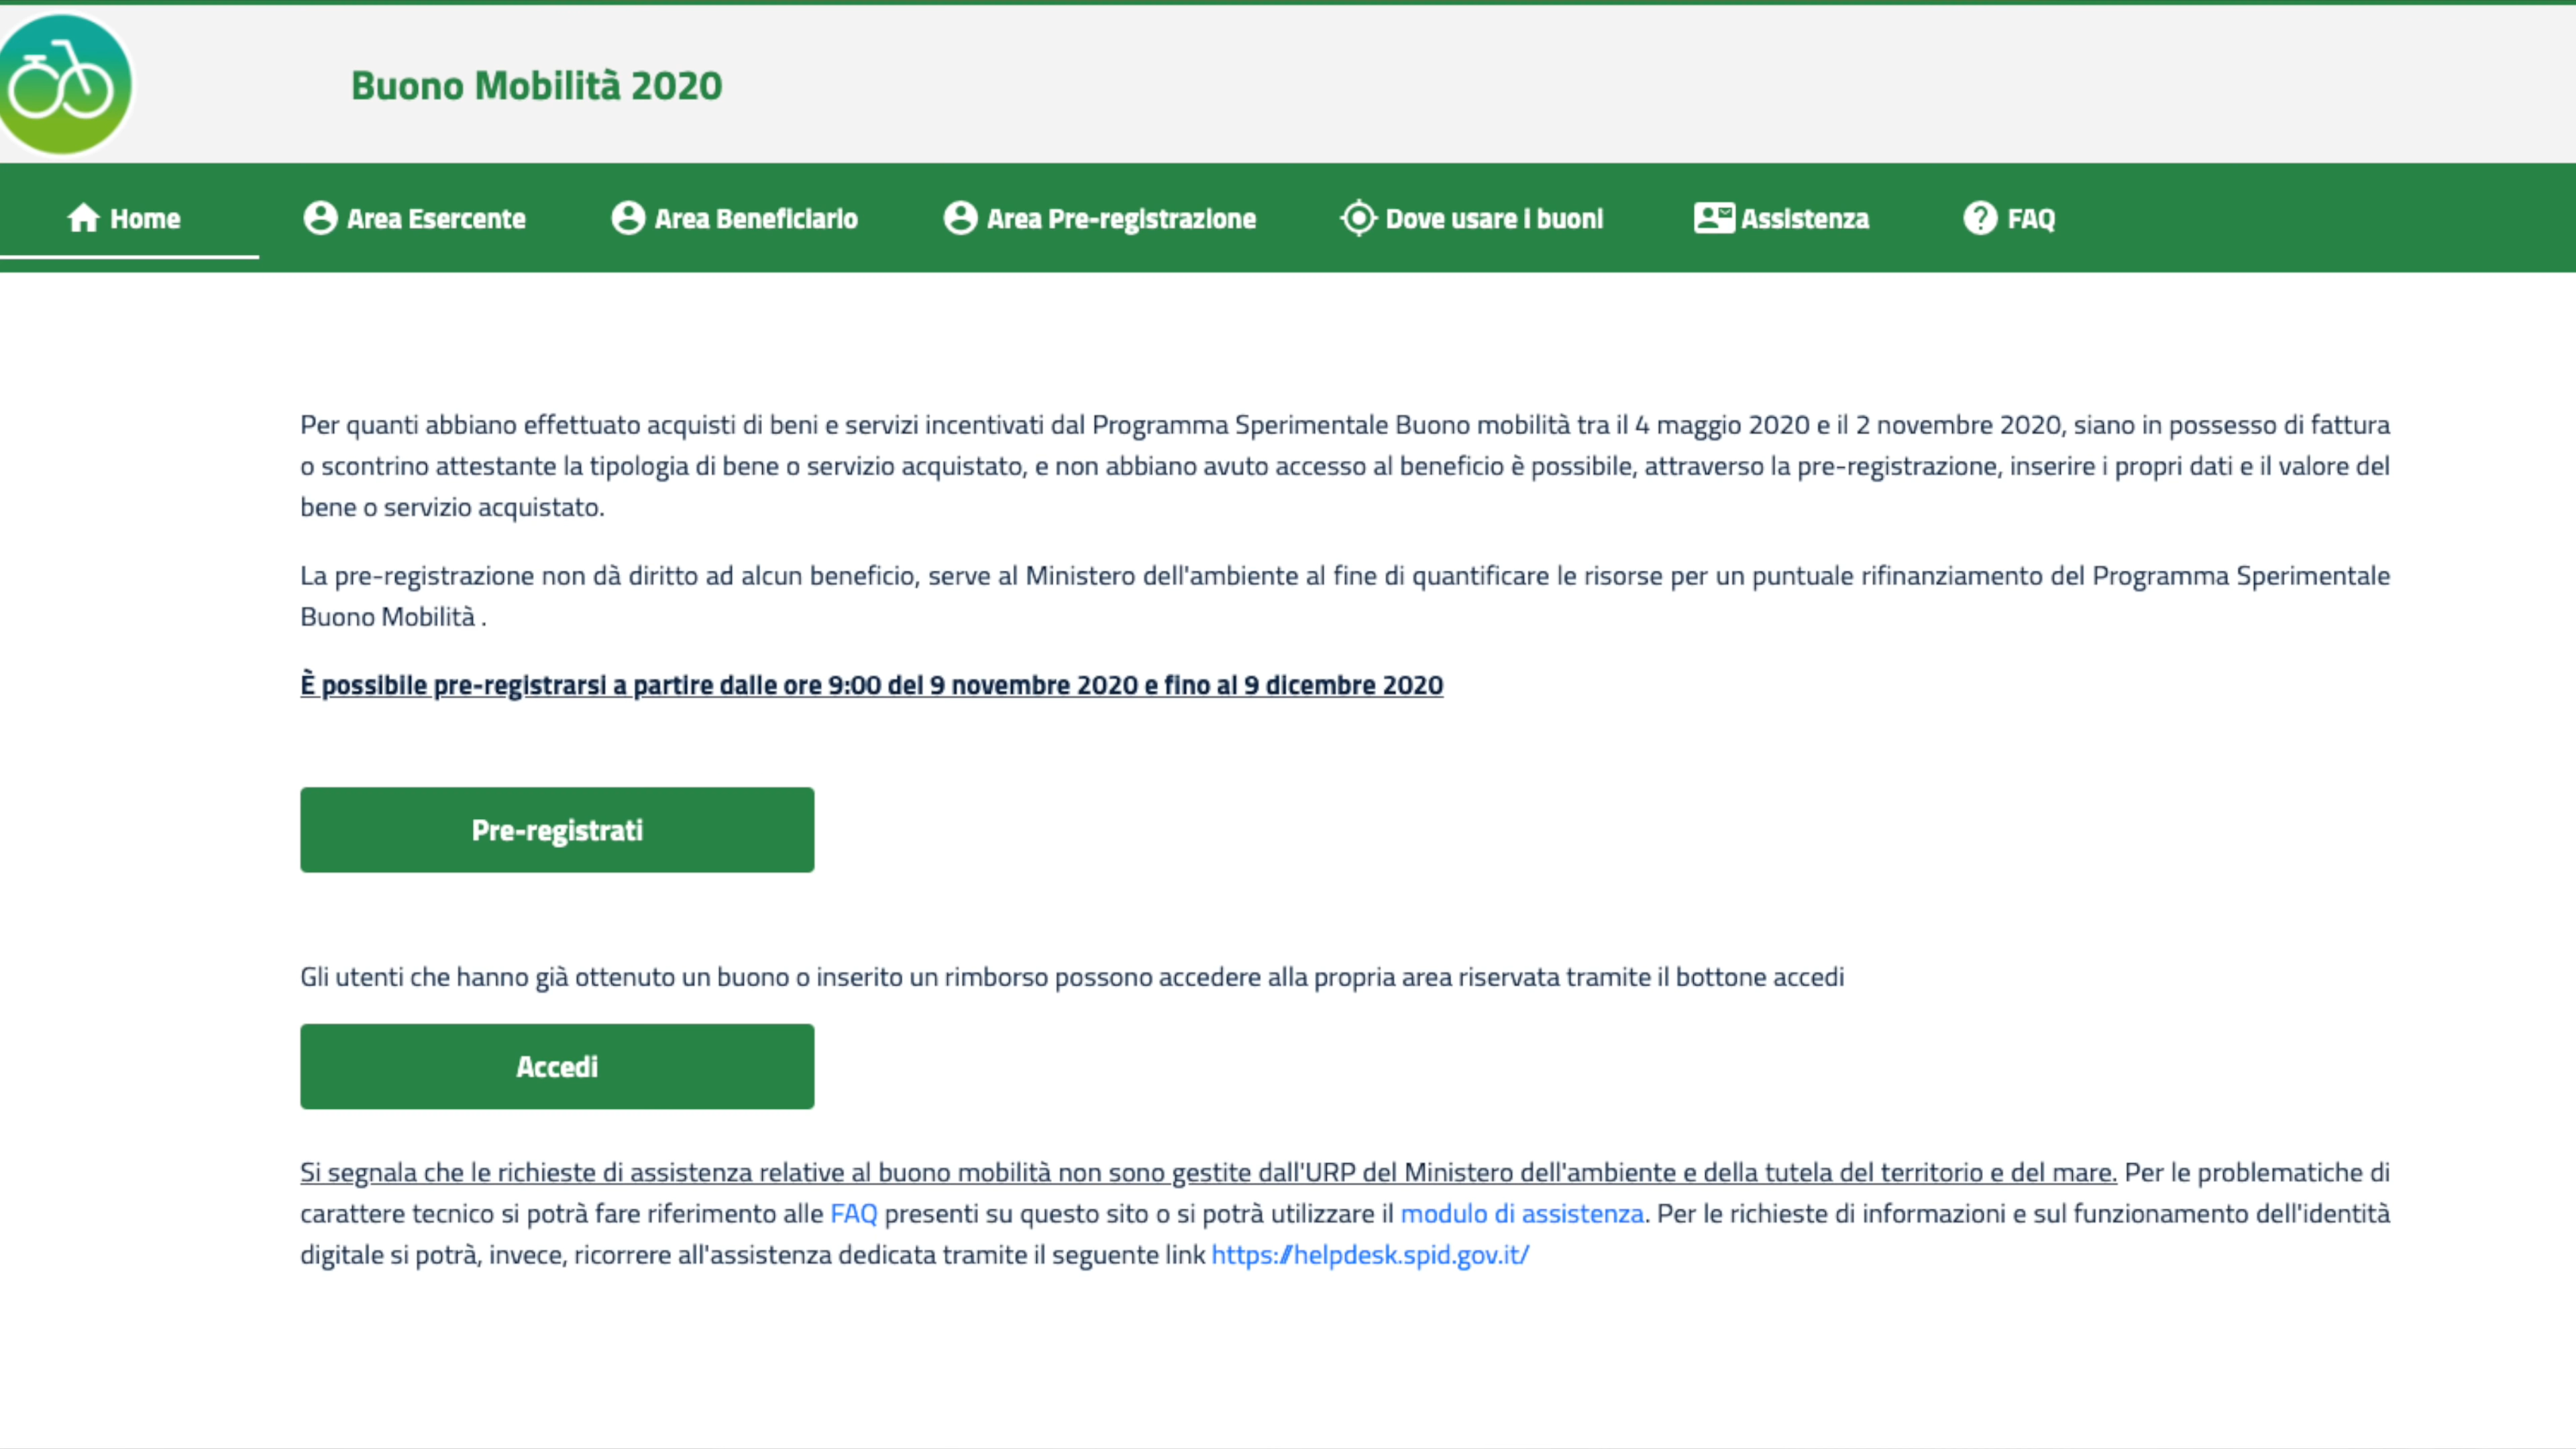 Buono Mobilità 2020
Home
Area Esercente
Area Beneficiario
Area Pre-registrazione
Dove usare i buoni
Assistenza
FAQ
Per quanti abbiano effettuato acquisti di beni e servizi incentivati dal Programma Sperimentale Buono mobilità tra il 4 maggio 2020 e il 2 novembre 2020, siano in possesso di fattura
o scontrino attestante la tipologia di bene o servizio acquistato, e non abbiano avuto accesso al beneficio è possibile, attraverso la pre-registrazione, inserire i propri dati e il valore del
bene o servizio acquistato.
La pre-registrazione non dà diritto ad alcun beneficio, serve al Ministero dell'ambiente al fine di quantificare le risorse per un puntuale rifinanziamento del Programma Sperimentale
Buono Mobilità .
È possibile pre-registrarsi a partire dalle ore 9:00 del 9 novembre 2020 e fino al 9 dicembre 2020
Pre-registrati
Gli utenti che hanno già ottenuto un buono o inserito un rimborso possono accedere alla propria area riservata tramite il bottone accedi
Accedi
Si segnala che le richieste di assistenza relative al buono mobilità non sono gestite dall'URP del Ministero dell'ambiente e della tutela del territorio e del mare. Per le problematiche di
carattere tecnico si potrà fare riferimento alle FAQ presenti su questo sito o si potrà utilizzare il modulo di assistenza. Per le richieste di informazioni e sul funzionamento dell'identità
digitale si potrà, invece, ricorrere all'assistenza dedicata tramite il seguente link https://helpdesk.spid.gov.it/